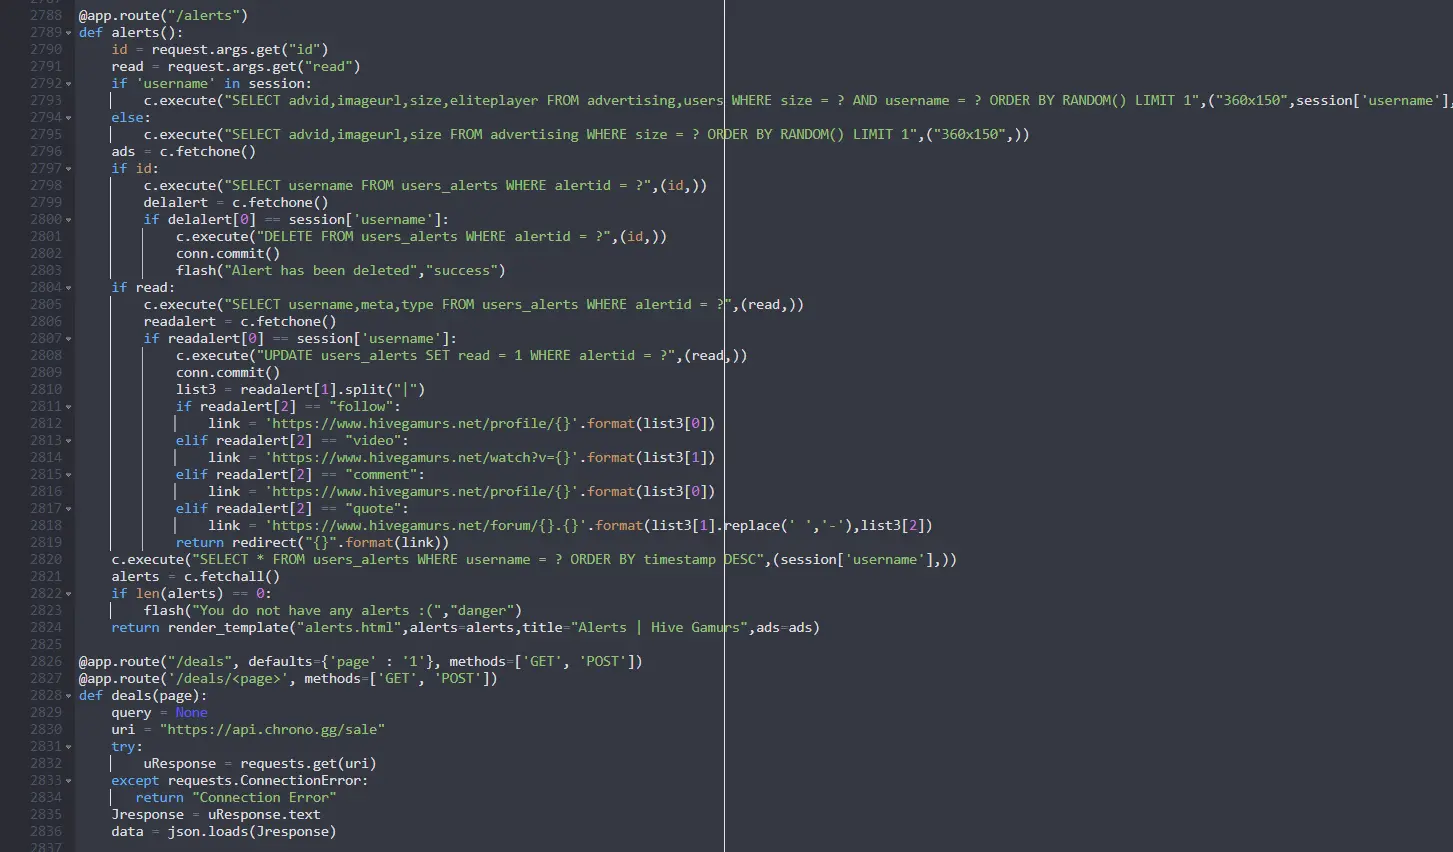 2788 @app.route("/alerts")
2789 def alerts():
2790 id = request.args.get("id")
2791 read = request.args.get("read")
2792 if 'username' in session:
2793 c.execute("SELECT advid,imageurl,size,eliteplayer FROM advertising,users WHERE size = ? AND username = ? ORDER BY RANDOM() LIMIT 1",("360x150",session['username'],
2794 else:
2795 c.execute("SELECT advid,imageurl,size FROM advertising WHERE size = ? ORDER BY RANDOM() LIMIT 1",("360x150",))
2796 ads = c.fetchone()
2797 if id:
2798 c.execute("SELECT username FROM users_alerts WHERE alertid = ?",(id,))
2799 delalert = c.fetchone()
2800 if delalert[0] == session['username']:
2801 c.execute("DELETE FROM users_alerts WHERE alertid = ?",(id,))
2802 conn.commit()
2803 flash("Alert has been deleted","success")
2804 if read:
2805 c.execute("SELECT username,meta,type FROM users_alerts WHERE alertid = ?",(read,))
2806 readalert = c.fetchone()
2807 if readalert[0] == session['username']:
2808 c.execute("UPDATE users_alerts SET read = 1 WHERE alertid = ?",(read,))
2809 conn.commit()
2810 list3 = readalert[1].split("|")
2811 if readalert[2] == "follow":
2812 link = 'https://www.hivegamurs.net/profile/{}'.format(list3[0])
2813 elif readalert[2] == "video":
2814 link = 'https://www.hivegamurs.net/watch?v={}'.format(list3[1])
2815 elif readalert[2] == "comment":
2816 link = 'https://www.hivegamurs.net/profile/{}'.format(list3[0])
2817 elif readalert[2] == "quote":
2818 link = 'https://www.hivegamurs.net/forum/{}.{}'.format(list3[1].replace(' ','-'),list3[2])
2819 return redirect("{}".format(link))
2820 c.execute("SELECT * FROM users_alerts WHERE username = ? ORDER BY timestamp DESC",(session['username'],))
2821 alerts = c.fetchall()
2822 if len(alerts) == 0:
2823 flash("You do not have any alerts :(","danger")
2824 return render_template("alerts.html",alerts=alerts,title="Alerts | Hive Gamurs",ads=ads)
2825
2826 @app.route("/deals", defaults={'page' : '1'}, methods=['GET', 'POST'])
2827 @app.route('/deals/<page>', methods=['GET', 'POST'])
2828 def deals(page):
2829 query = None
2830 uri = "https://api.chrono.gg/sale"
2831 try:
2832 uResponse = requests.get(uri)
2833 except requests.ConnectionError:
2834 return "Connection Error"
2835 Jresponse = uResponse.text
2836 data = json.loads(Jresponse)
2837